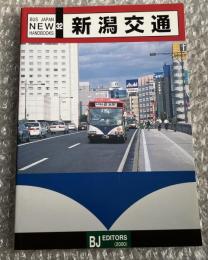 BUS JAPAN
NEW
HANDBOOKS
32
新潟交通
BJ EDITORS
(2000)